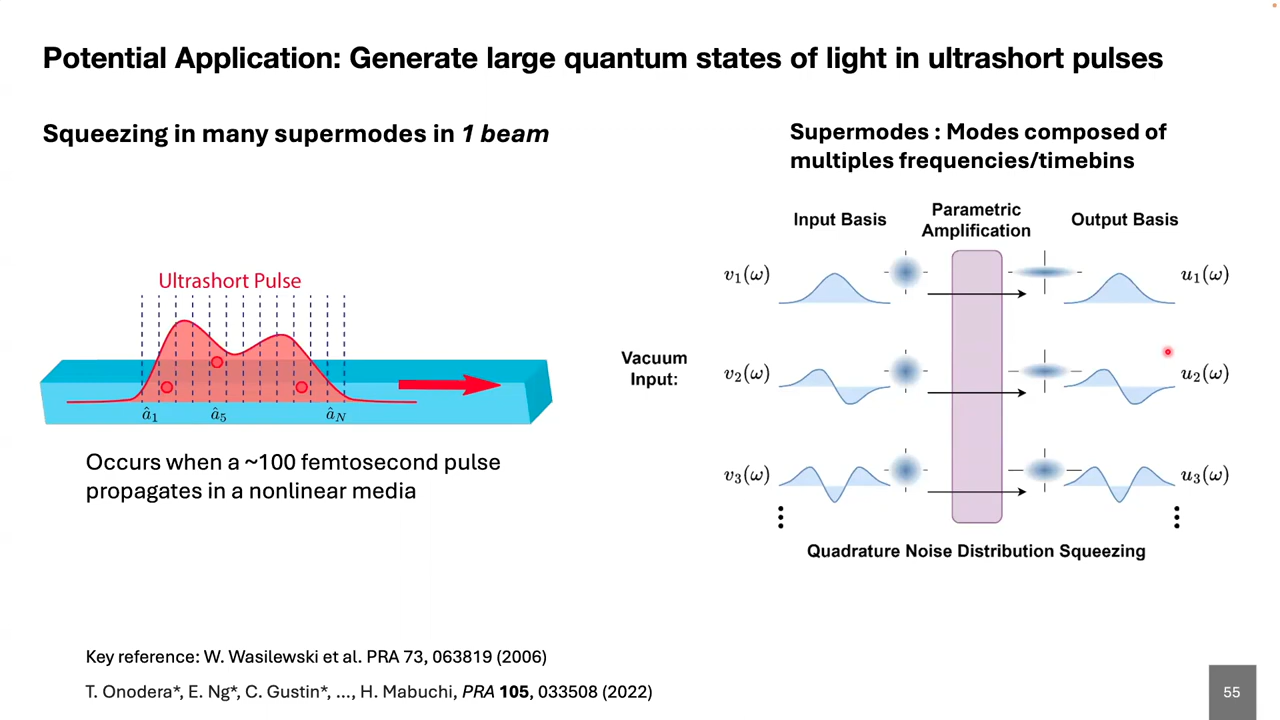 Potential Application: Generate large quantum states of light in ultrashort pulses
Squeezing in many supermodes in 1 beam
Supermodes : Modes composed of
multiples frequencies/timebins
Input Basis
Parametric
Amplification
Output Basis
Ultrashort Pulse
â₁
â₅
â_N
Occurs when a ~100 femtosecond pulse
propagates in a nonlinear media
Vacuum
Input:
v₁(ω)
u₁(ω)
v₂(ω)
u₂(ω)
v₃(ω)
u₃(ω)
Quadrature Noise Distribution Squeezing
Key reference: W. Wasilewski et al. PRA 73, 063819 (2006)
T. Onodera*, E. Ng*, C. Gustin*, ..., H. Mabuchi, PRA 105, 033508 (2022)
55